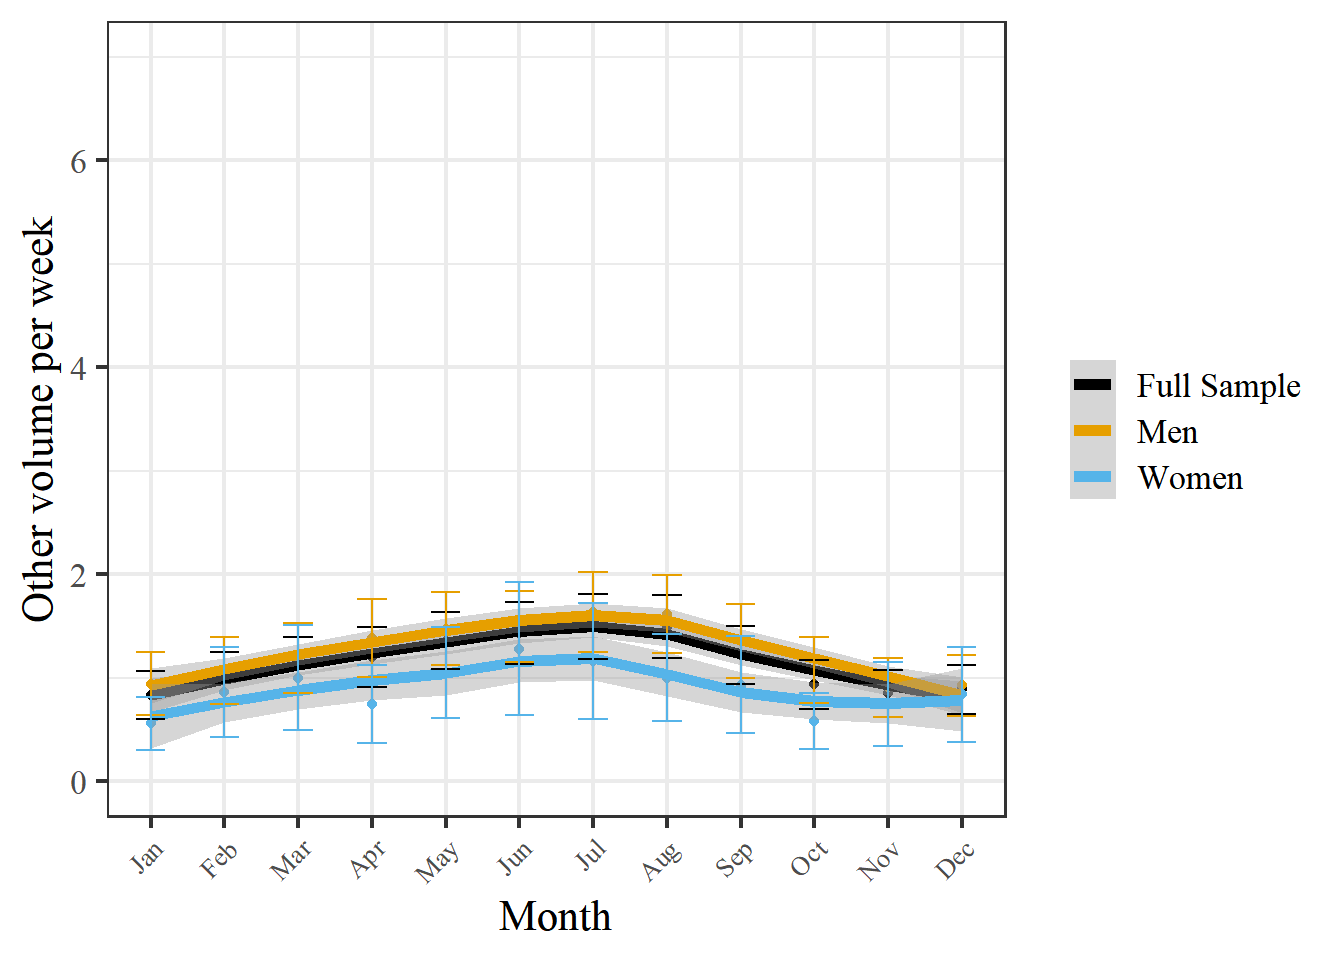 Other volume per week
6
4
2
0
Jan Feb Mar Apr May Jun Jul Aug Sep Oct Nov Dec
Month
Full Sample
Men
Women